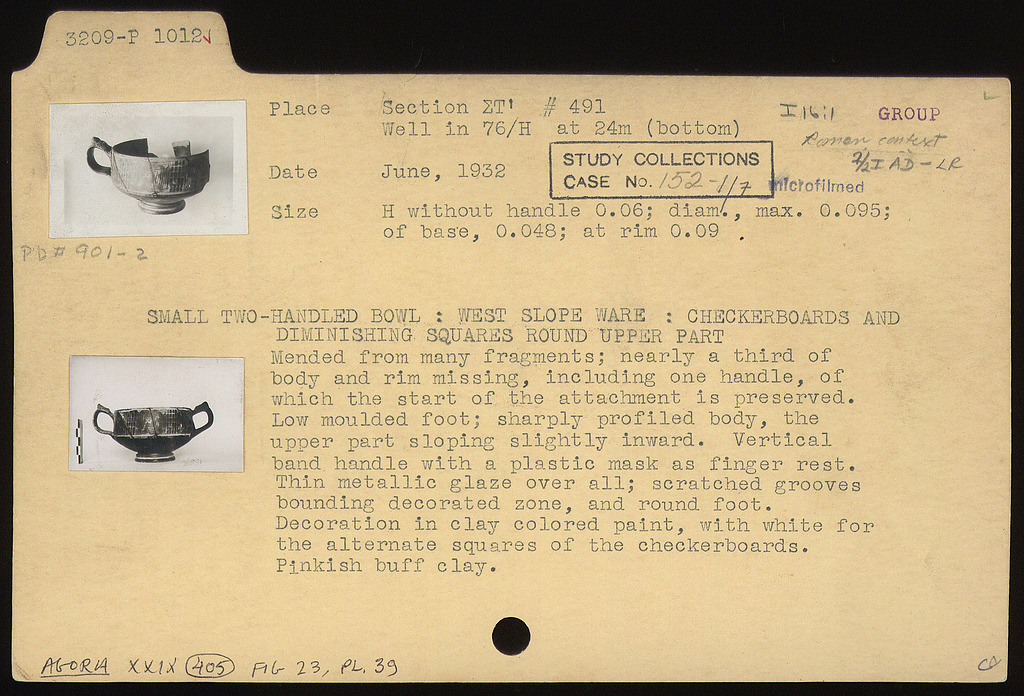 3209-P 1012
Place Section ΣΤ' # 491
Well in 76/H at 24m (bottom)
I 16:1 GROUP
Roman context
2/2 I AD - LR
Date June, 1932
STUDY COLLECTIONS
CASE No. 152-1/7
microfilmed
Size H without handle 0.06; diam., max. 0.095;
of base, 0.048; at rim 0.09 .
PD# 901-2
SMALL TWO-HANDLED BOWL : WEST SLOPE WARE : CHECKERBOARDS AND
DIMINISHING SQUARES ROUND UPPER PART
Mended from many fragments; nearly a third of
body and rim missing, including one handle, of
which the start of the attachment is preserved.
Low moulded foot; sharply profiled body, the
upper part sloping slightly inward. Vertical
band handle with a plastic mask as finger rest.
Thin metallic glaze over all; scratched grooves
bounding decorated zone, and round foot.
Decoration in clay colored paint, with white for
the alternate squares of the checkerboards.
Pinkish buff clay.
AGORA XXIX 405 FIG 23, PL. 39